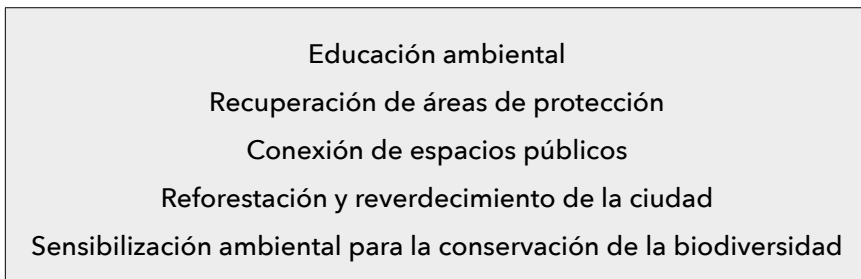 Educación ambiental
Recuperación de áreas de protección
Conexión de espacios públicos
Reforestación y reverdecimiento de la ciudad
Sensibilización ambiental para la conservación de la biodiversidad